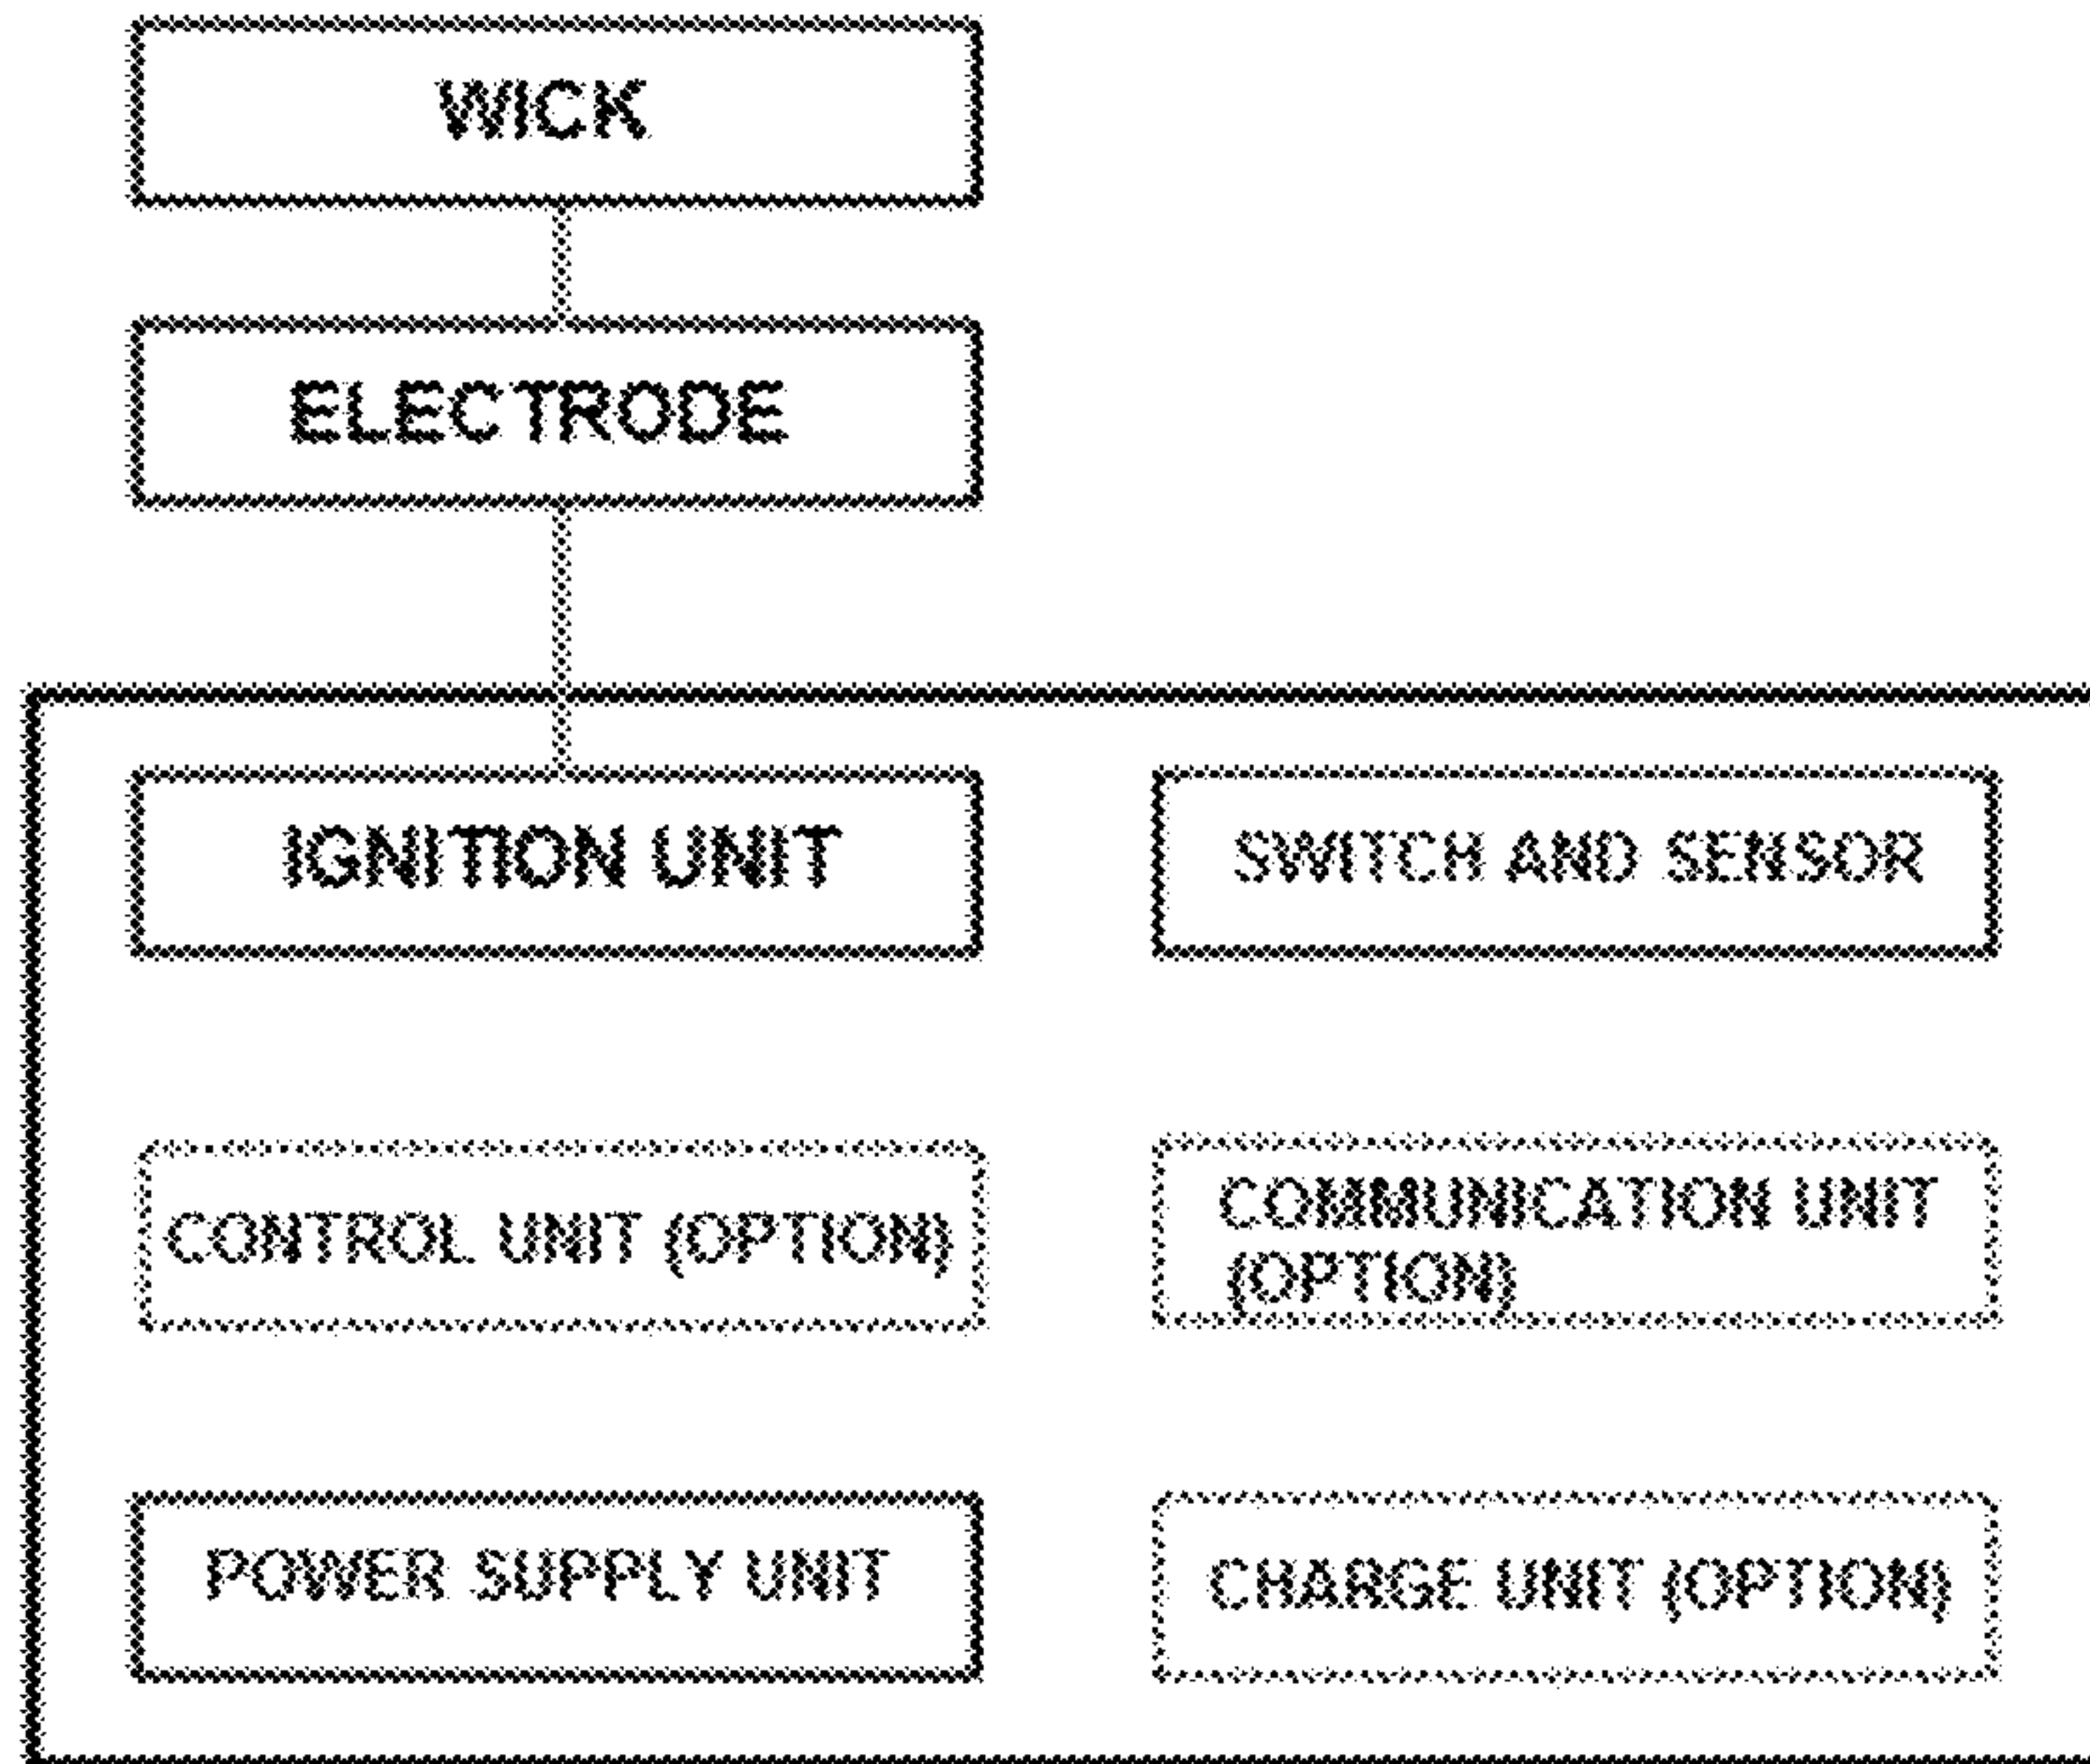 WICK
ELECTRODE
IGNITION UNIT
SWITCH AND SENSOR
CONTROL UNIT (OPTION)
COMMUNICATION UNIT
(OPTION)
POWER SUPPLY UNIT
CHARGE UNIT (OPTION)